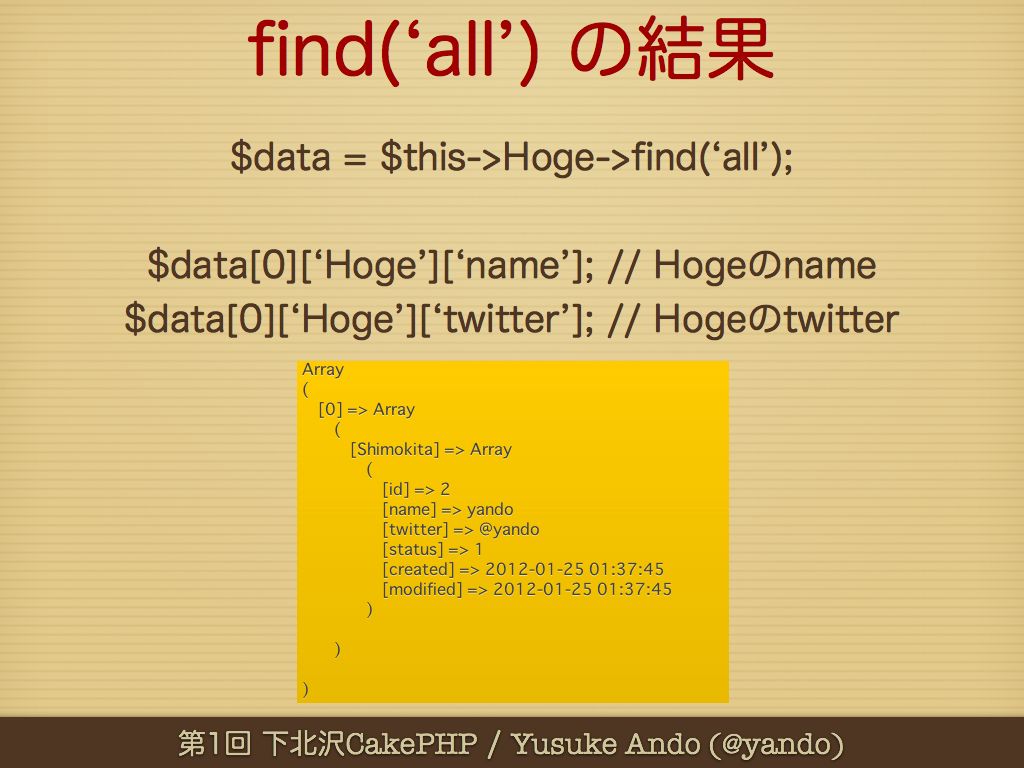 find(‘all’) の結果
$data = $this->Hoge->find(‘all’);
$data[0][‘Hoge’][‘name’]; // Hogeのname
$data[0][‘Hoge’][‘twitter’]; // Hogeのtwitter
Array
(
[0] => Array
(
[Shimokita] => Array
(
[id] => 2
[name] => yando
[twitter] => @yando
[status] => 1
[created] => 2012-01-25 01:37:45
[modified] => 2012-01-25 01:37:45
)
)
)
第1回 下北沢CakePHP / Yusuke Ando (@yando)